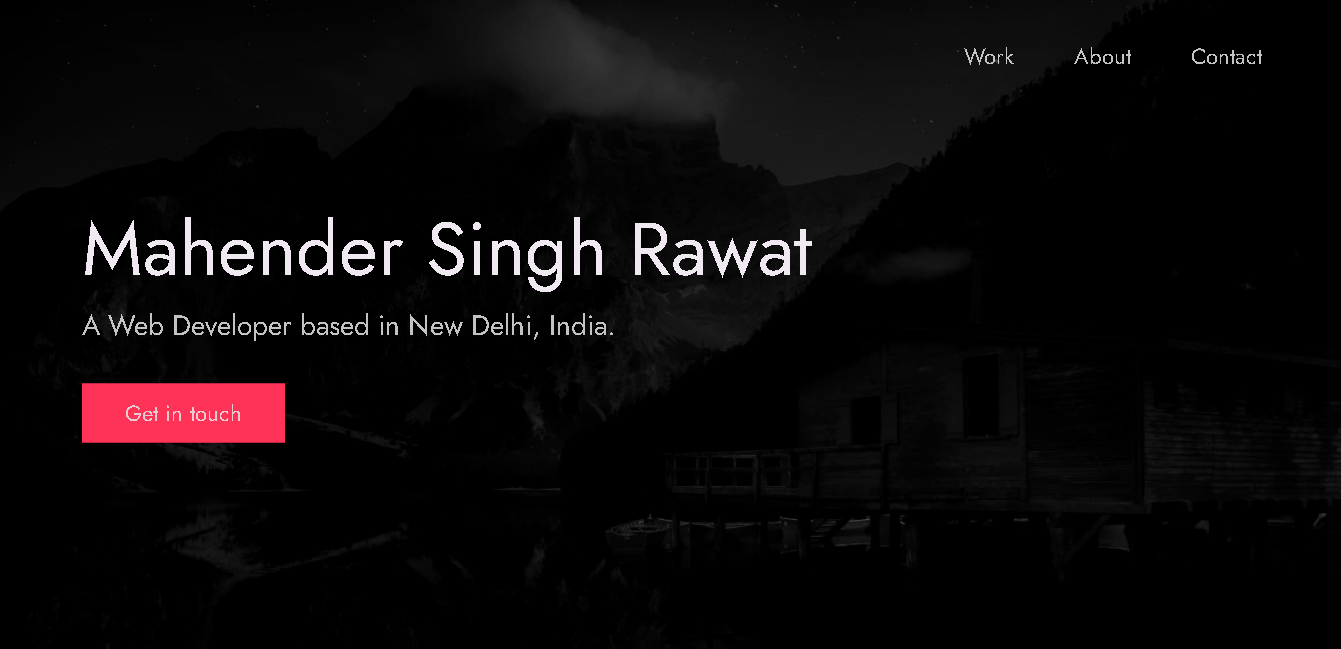 Work About Contact
Mahender Singh Rawat
A Web Developer based in New Delhi, India.
Get in touch